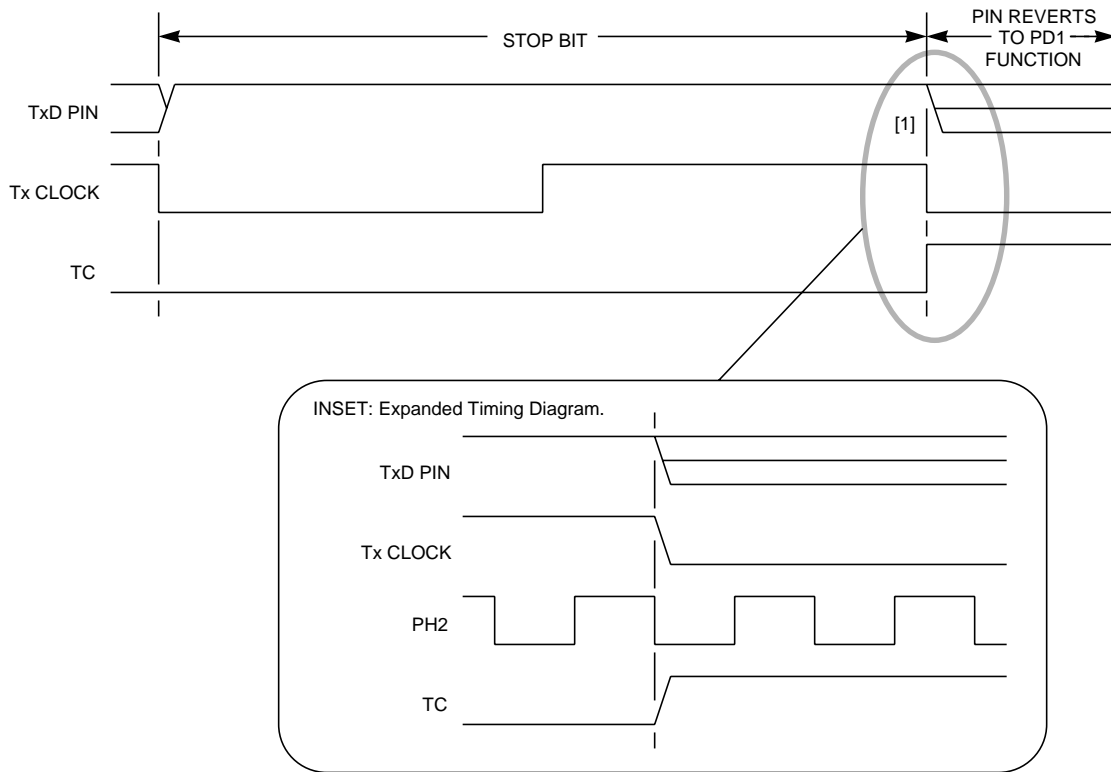 STOP BIT
PIN REVERTS
TO PD1
FUNCTION
TxD PIN
[1]
Tx CLOCK
TC
INSET: Expanded Timing Diagram.
TxD PIN
Tx CLOCK
PH2
TC